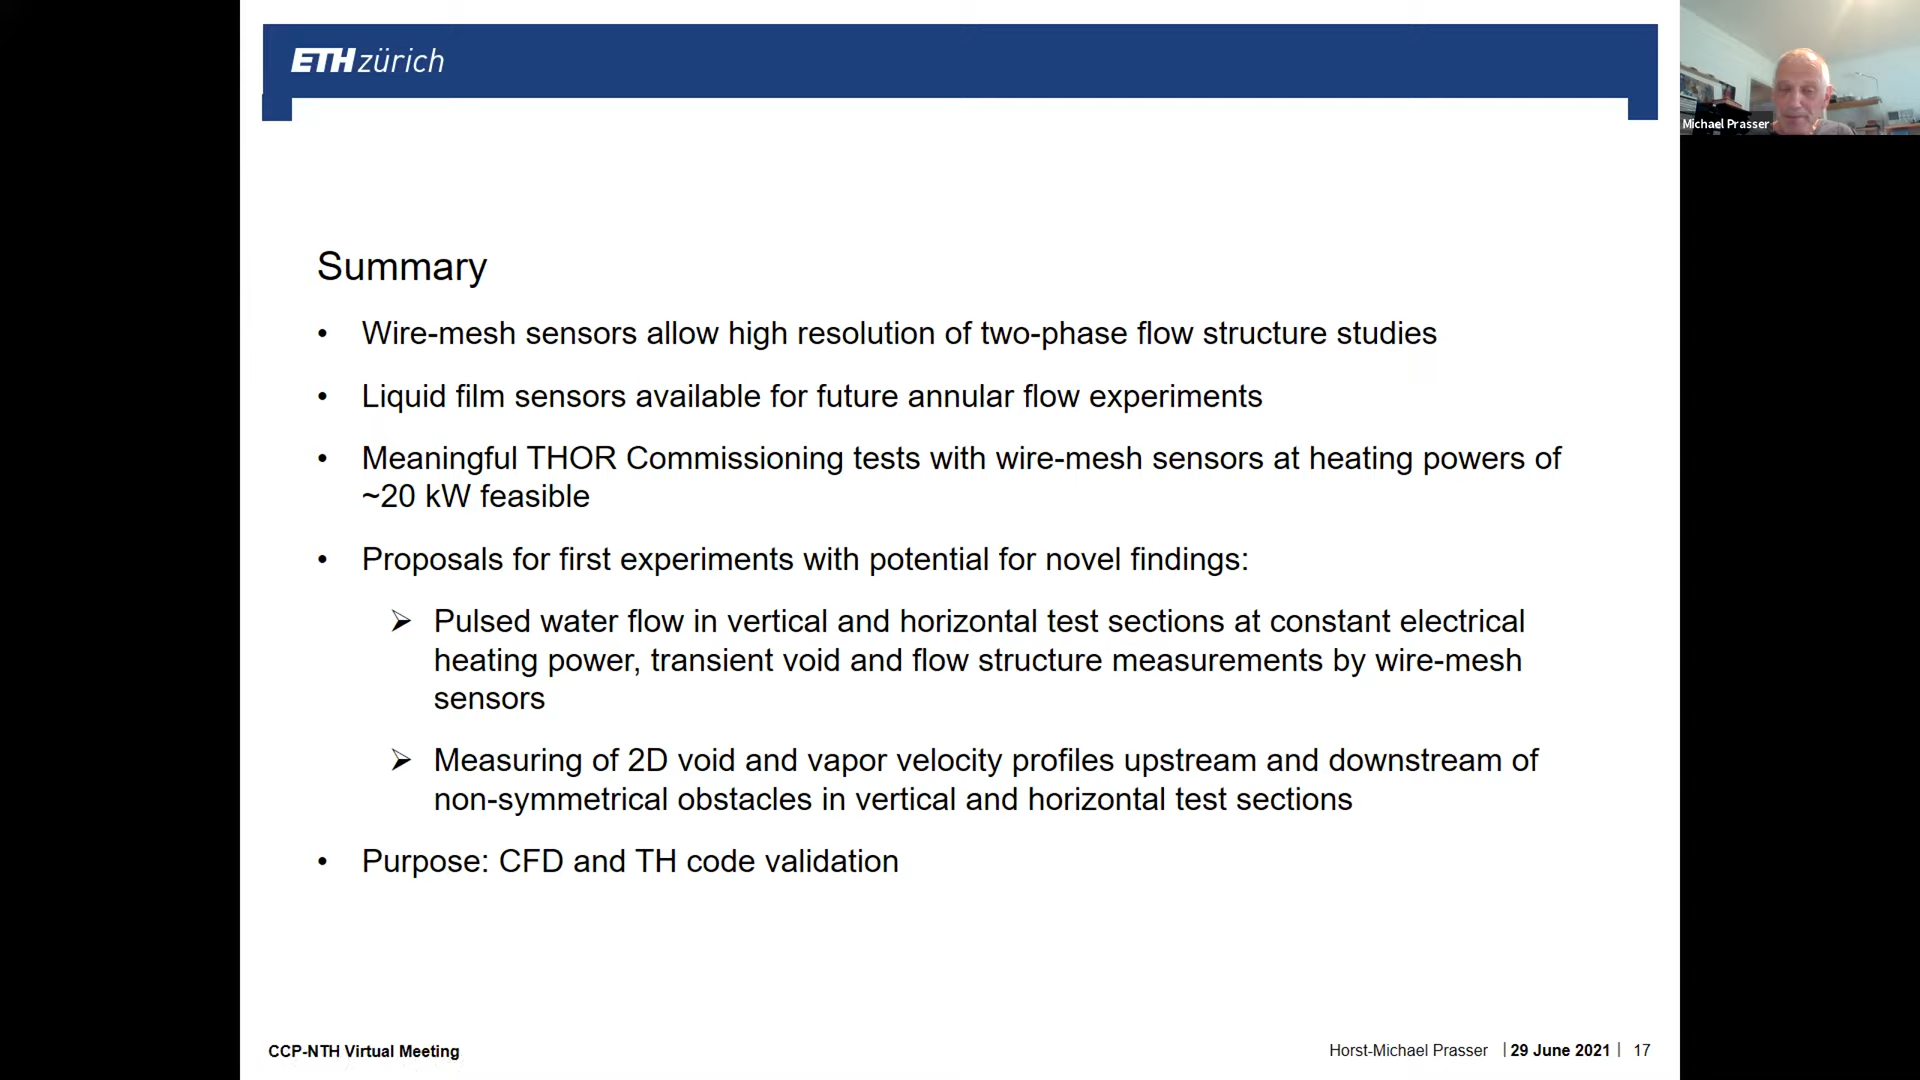 ETH zürich
Michael Prasser
Summary
• Wire-mesh sensors allow high resolution of two-phase flow structure studies
• Liquid film sensors available for future annular flow experiments
• Meaningful THOR Commissioning tests with wire-mesh sensors at heating powers of
~20 kW feasible
• Proposals for first experiments with potential for novel findings:
➢ Pulsed water flow in vertical and horizontal test sections at constant electrical
heating power, transient void and flow structure measurements by wire-mesh
sensors
➢ Measuring of 2D void and vapor velocity profiles upstream and downstream of
non-symmetrical obstacles in vertical and horizontal test sections
• Purpose: CFD and TH code validation
CCP-NTH Virtual Meeting
Horst-Michael Prasser | 29 June 2021 | 17